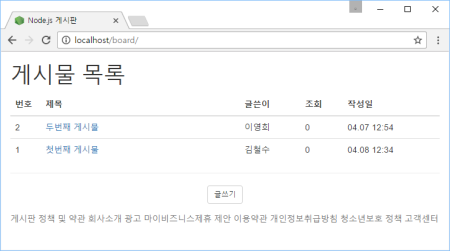 Node.js 게시판
localhost/board/
게시물 목록
번호 제목 글쓴이 조회 작성일
2 두번째 게시물 이영희 0 04.07 12:54
1 첫번째 게시물 김철수 0 04.08 12:34
글쓰기
게시판 정책 및 약관 회사소개 광고 마이비즈니스제휴 제안 이용약관 개인정보취급방침 청소년보호 정책 고객센터